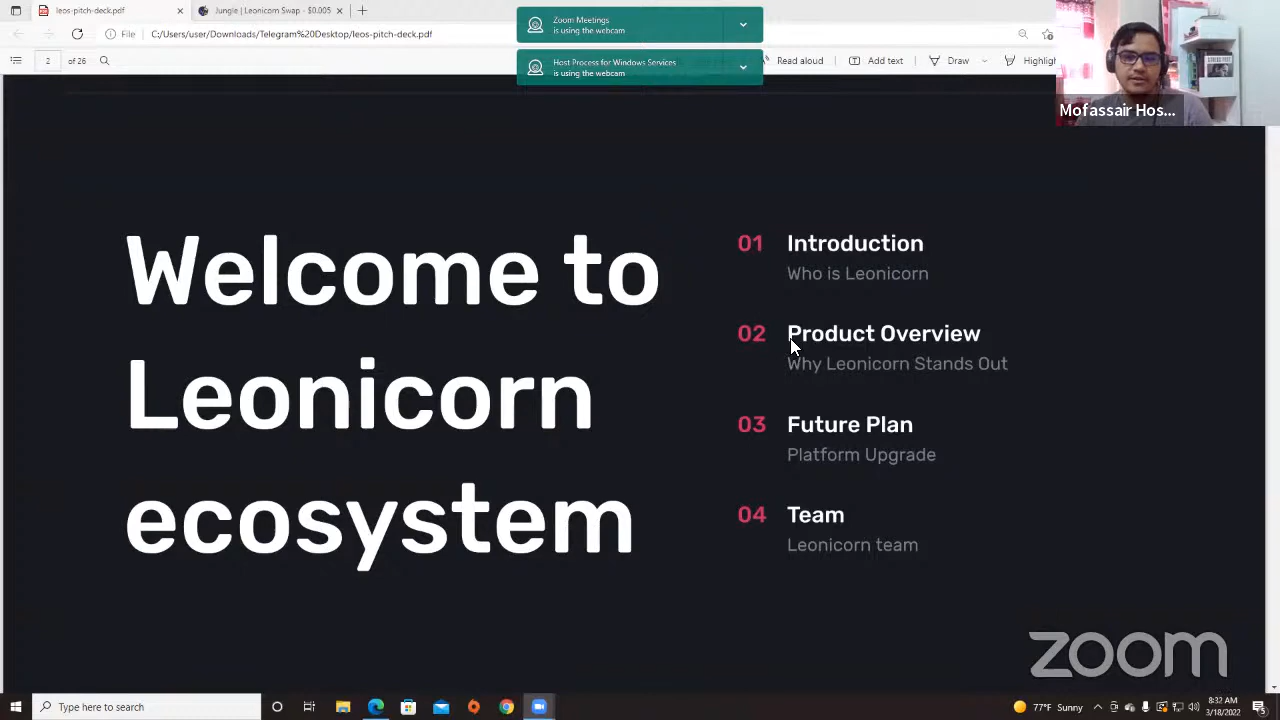 leos-pitch-deck.pdf
Jungle | Leonicorn Swap - $0.005
File
C:/Users/user/Downloads/Telegram%20Desktop/leos-pitch-deck.pdf
2
of 26
Zoom Meetings
is using the webcam
Host Process for Windows Services
is using the webcam
Read aloud
Add text
Draw
Highlight
Mofassair Hos...
Welcome to
Leonicorn
ecosystem
01 Introduction
Who is Leonicorn
02 Product Overview
Why Leonicorn Stands Out
03 Future Plan
Platform Upgrade
04 Team
Leonicorn team
zoom
Type here to search
77°F Sunny
8:32 AM
3/18/2022